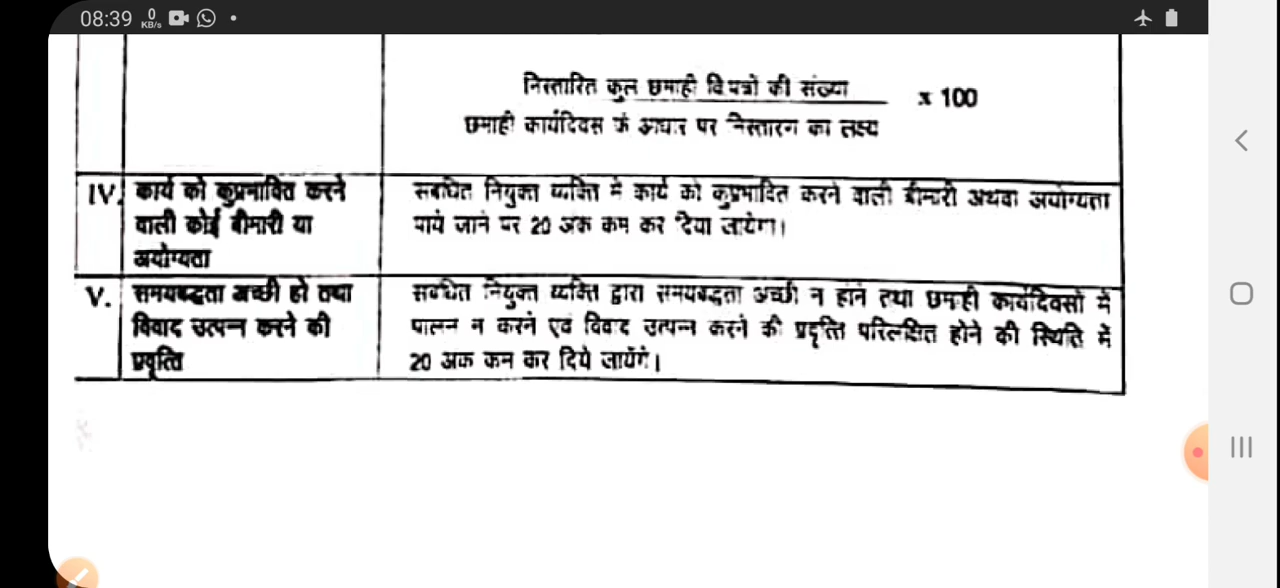 08:39 0 KB/s
निस्तारित कुल छमाही विपत्रों की संख्या x 100
छमाही कार्यदिवस के आधार पर निस्तारण का लक्ष्य
IV. कार्य को कुप्रभावित करने
वाली कोई बीमारी या
अयोग्यता
संबंधित नियुक्त व्यक्ति में कार्य को कुप्रभावित करने वाली बीमारी अथवा अयोग्यता
पाये जाने पर 20 अंक कम कर दिया जायेगा।
V. समयबद्धता अच्छी हो तथा
विवाद उत्पन्न करने की
प्रवृत्ति
संबंधित नियुक्त व्यक्ति द्वारा समयबद्धता अच्छी न होने तथा छमाही कार्यदिवसों में
पालन न करने एवं विवाद उत्पन्न करने की प्रवृत्ति परिलक्षित होने की स्थिति में
20 अंक कम कर दिये जायेंगे।